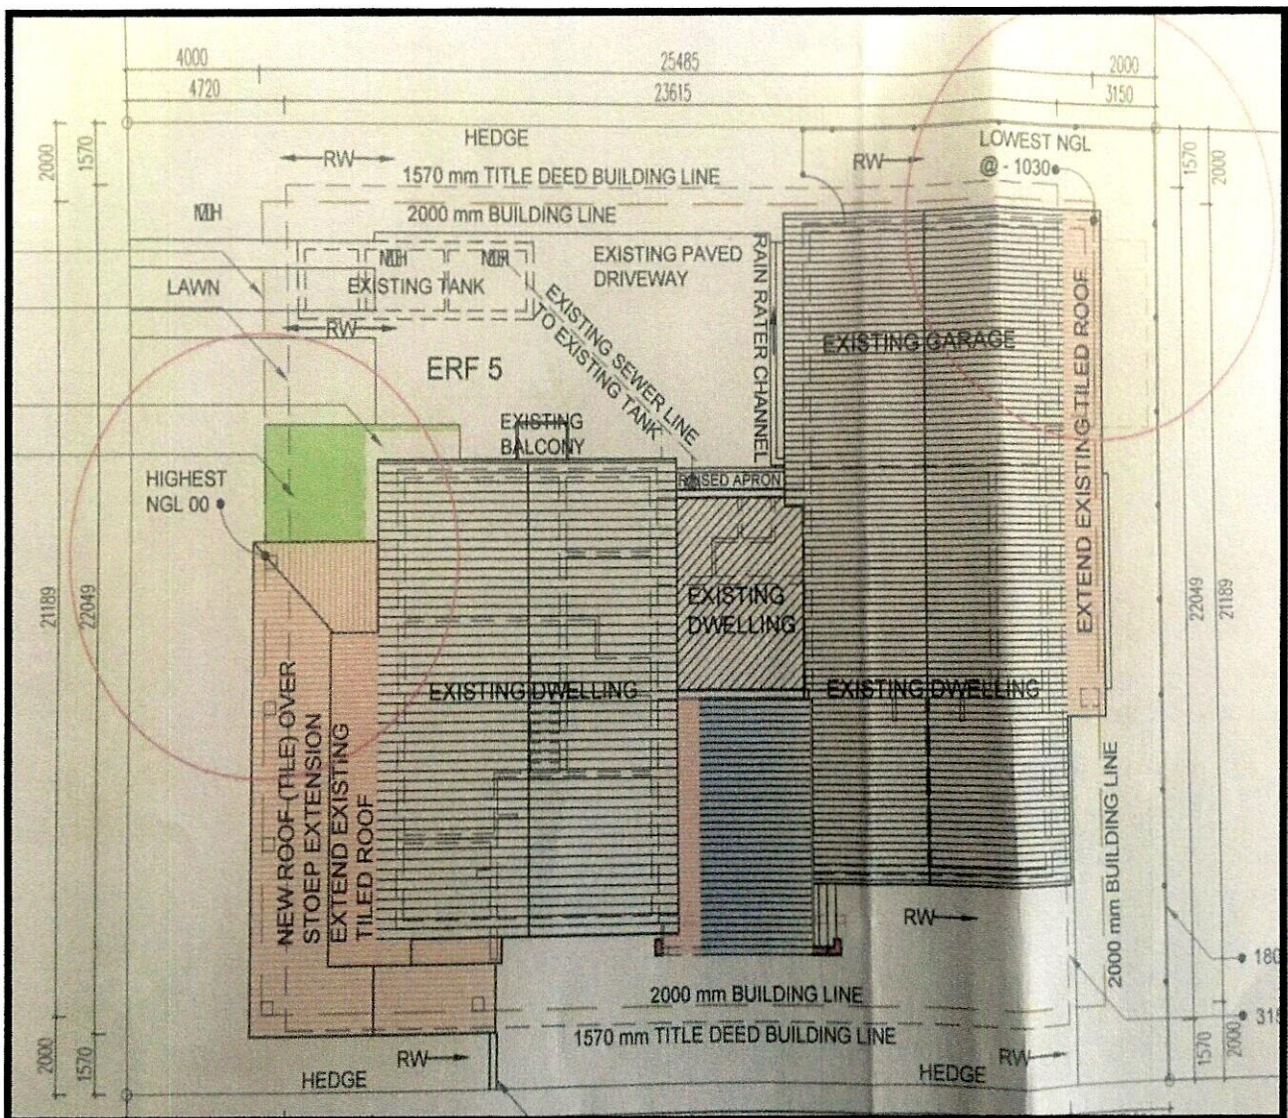 4000 25485 2000
4720 23615 3150
HEDGE
LOWEST NGL
@ - 1030
RW
RW
1570 mm TITLE DEED BUILDING LINE
2000 mm BUILDING LINE
2000
1570
1570
2000
EXISTING PAVED
DRIVEWAY
LAWN
EXISTING TANK
RW
RAIN RATER CHANNEL
EXISTING SEWER LINE
TO EXISTING TANK
EXISTING GARAGE
EXTEND EXISTING TILED ROOF
ERF 5
EXISTING
BALCONY
HIGHEST
NGL 00
APRON
21189
22049
22049
21189
EXISTING
DWELLING
EXISTING DWELLING
EXISTING DWELLING
NEW ROOF (TILE) OVER
STOEP EXTENSION
EXTEND EXISTING
TILED ROOF
2000 mm BUILDING LINE
RW
180
2000 mm BUILDING LINE
315
1570 mm TITLE DEED BUILDING LINE
2000
1570
1570
2000
RW
RW
HEDGE
HEDGE